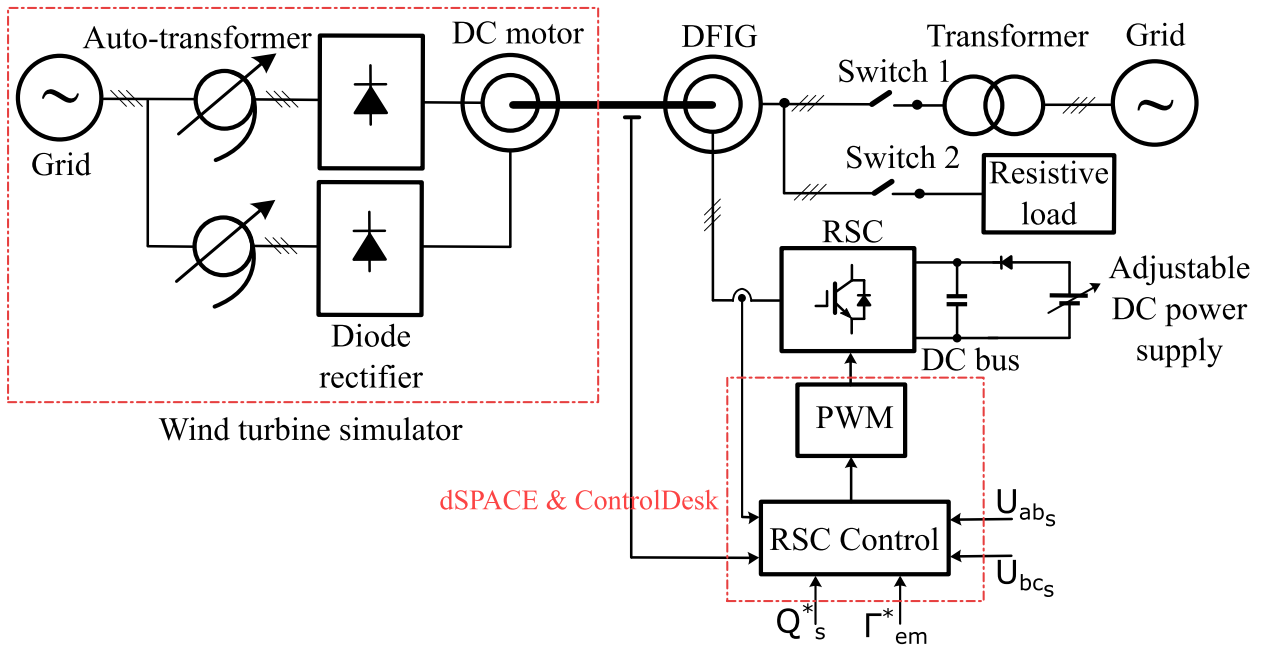 Auto-transformer
DC motor
DFIG
Transformer
Grid
Switch 1
~
~
Grid
Switch 2
Resistive
load
RSC
Adjustable
DC power
supply
Diode
rectifier
DC bus
Wind turbine simulator
PWM
dSPACE & ControlDesk
U_ab_s
RSC Control
U_bc_s
Q*_s
Γ*_em